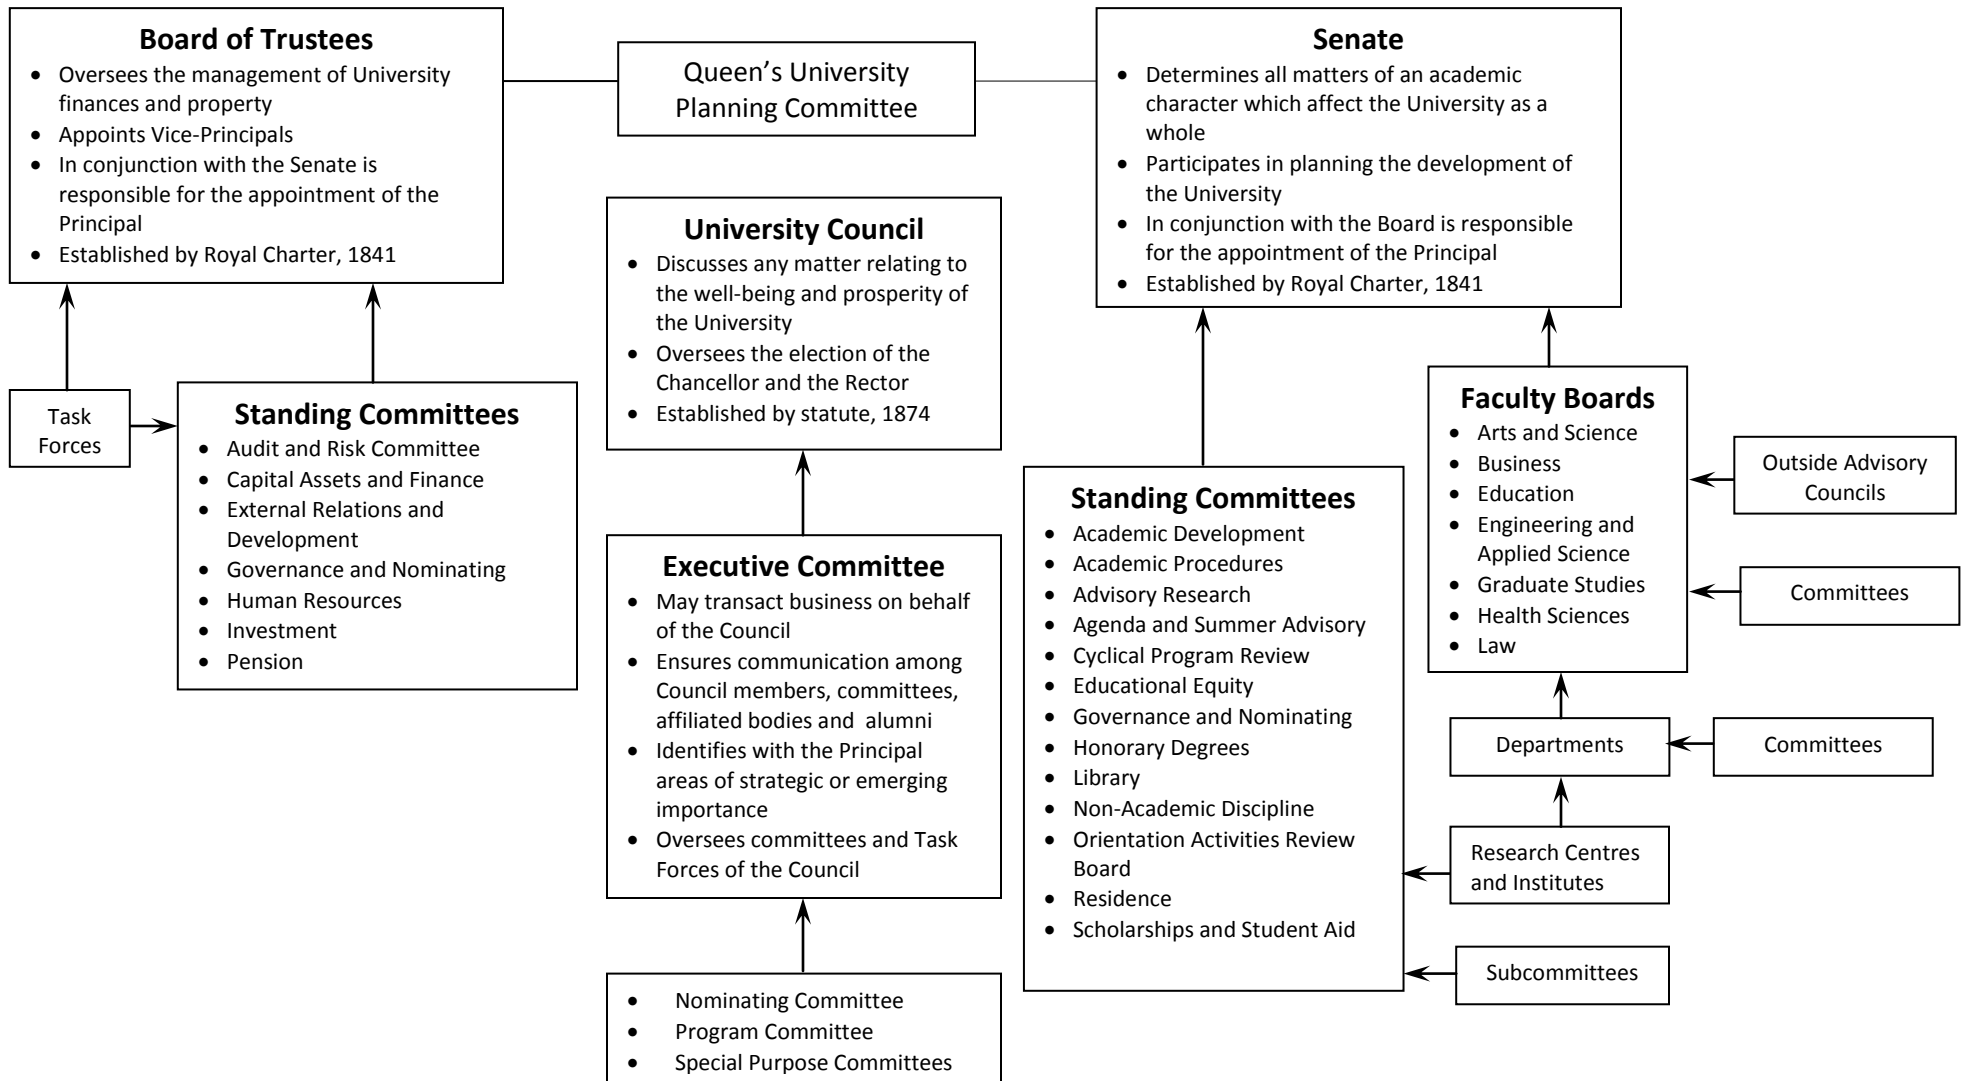 Board of Trustees
• Oversees the management of University
finances and property
• Appoints Vice-Principals
• In conjunction with the Senate is
responsible for the appointment of the
Principal
• Established by Royal Charter, 1841
Queen’s University
Planning Committee
Senate
• Determines all matters of an academic
character which affect the University as a
whole
• Participates in planning the development of
the University
• In conjunction with the Board is responsible
for the appointment of the Principal
• Established by Royal Charter, 1841
University Council
• Discusses any matter relating to
the well-being and prosperity of
the University
• Oversees the election of the
Chancellor and the Rector
• Established by statute, 1874
Task
Forces
Standing Committees
• Audit and Risk Committee
• Capital Assets and Finance
• External Relations and
Development
• Governance and Nominating
• Human Resources
• Investment
• Pension
Executive Committee
• May transact business on behalf
of the Council
• Ensures communication among
Council members, committees,
affiliated bodies and  alumni
• Identifies with the Principal
areas of strategic or emerging
importance
• Oversees committees and Task
Forces of the Council
• Nominating Committee
• Program Committee
• Special Purpose Committees
Standing Committees
• Academic Development
• Academic Procedures
• Advisory Research
• Agenda and Summer Advisory
• Cyclical Program Review
• Educational Equity
• Governance and Nominating
• Honorary Degrees
• Library
• Non-Academic Discipline
• Orientation Activities Review
Board
• Residence
• Scholarships and Student Aid
Faculty Boards
• Arts and Science
• Business
• Education
• Engineering and
Applied Science
• Graduate Studies
• Health Sciences
• Law
Outside Advisory
Councils
Committees
Departments
Committees
Research Centres
and Institutes
Subcommittees